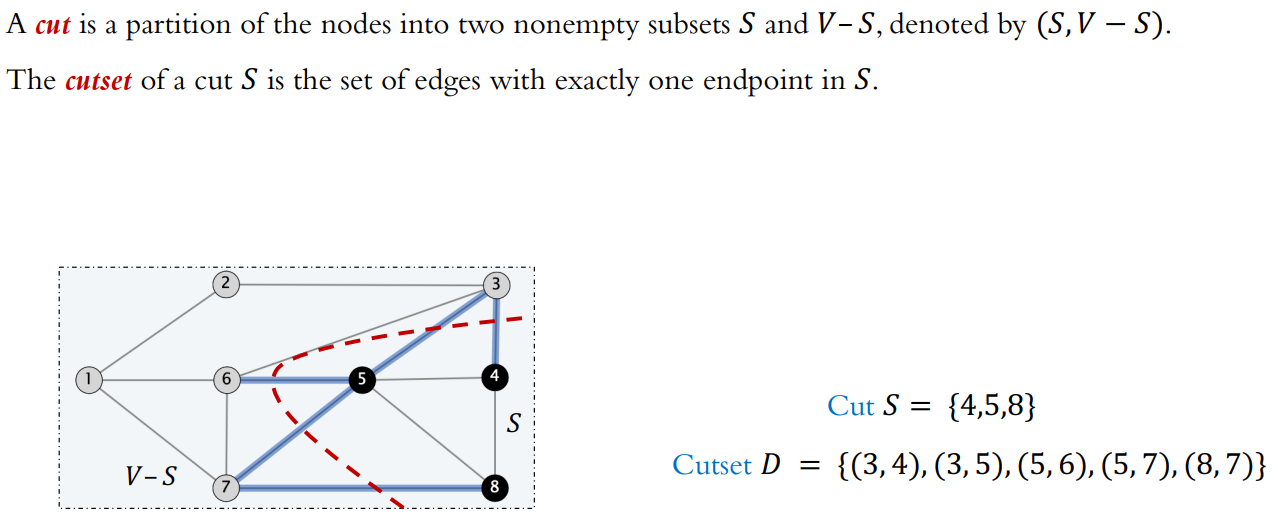 A cut is a partition of the nodes into two nonempty subsets S and V–S, denoted by (S, V − S).
The cutset of a cut S is the set of edges with exactly one endpoint in S.
2
3
1
6
5
4
Cut S = {4,5,8}
S
Cutset D = {(3, 4), (3, 5), (5, 6), (5, 7), (8, 7)}
V–S
7
8